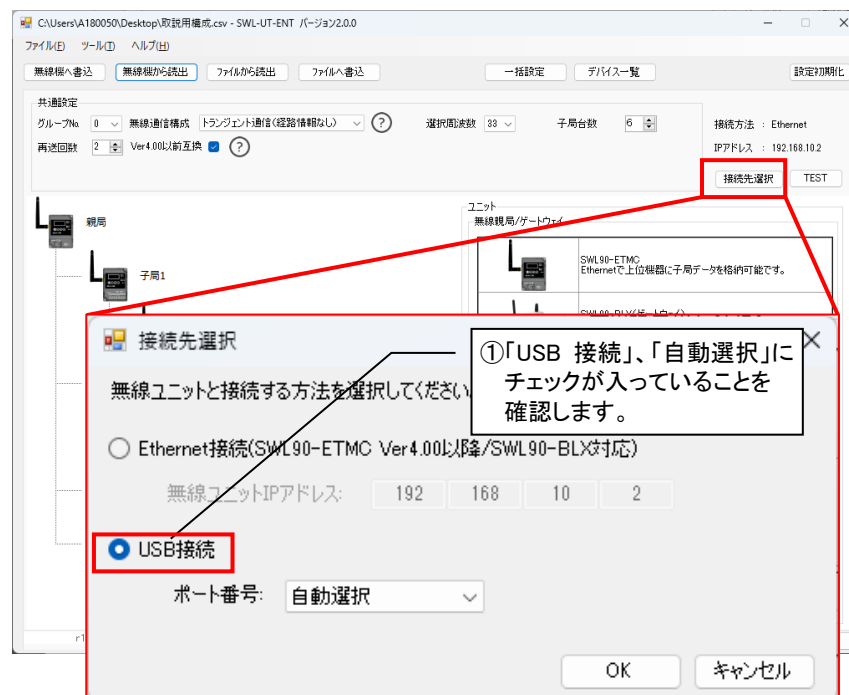 C:\Users\A180050\Desktop\取説用構成.csv - SWL-UT-ENT バージョン2.0.0
ファイル(F) ツール(T) ヘルプ(H)
無線機へ書込 無線機から読出 ファイルから読出 ファイルへ書込 一括設定 デバイス一覧 設定初期化
共通設定
グループNo. 0 無線通信構成 トランジェント通信(経路情報なし) ? 選択周波数 33 子局台数 6
接続方法 : Ethernet
再送回数 2 Ver4.00以前互換 ?
IPアドレス : 192.168.10.2
接続先選択 TEST
親局
子局1
ユニット
無線親局/ゲートウェイ
SWL90-ETMC
Ethernetで上位機器に子局データを格納可能です。
接続先選択
①「USB 接続」、「自動選択」に
チェックが入っていることを
確認します。
無線ユニットと接続する方法を選択してください
Ethernet接続(SWL90-ETMC Ver4.00以降/SWL90-BLX対応)
無線ユニットIPアドレス: 192 168 10 2
USB接続
ポート番号: 自動選択
OK キャンセル